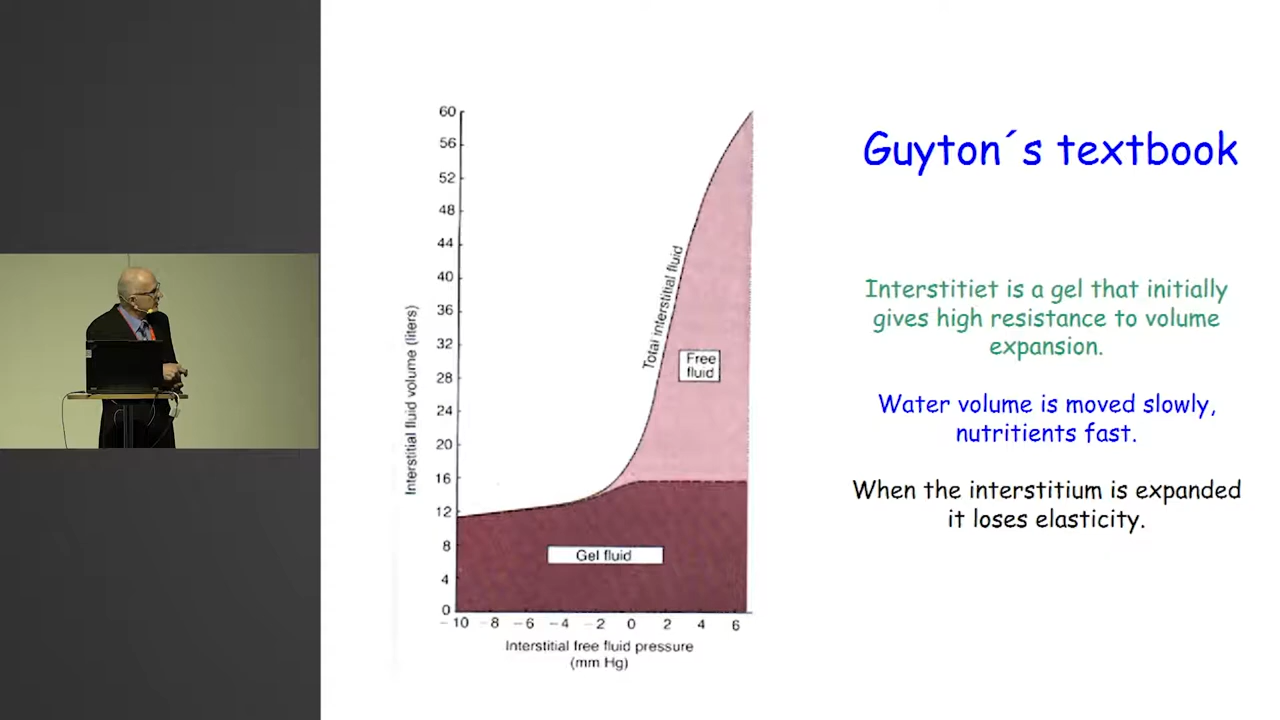 Guyton´s textbook
Interstitiet is a gel that initially
gives high resistance to volume
expansion.
Water volume is moved slowly,
nutritients fast.
When the interstitium is expanded
it loses elasticity.
60
56
52
48
44
40
36
32
28
24
20
16
12
8
4
0
Interstitial fluid volume (liters)
Total interstitial fluid
Free
fluid
Gel fluid
−10 −8 −6 −4 −2 0 2 4 6
Interstitial free fluid pressure
(mm Hg)